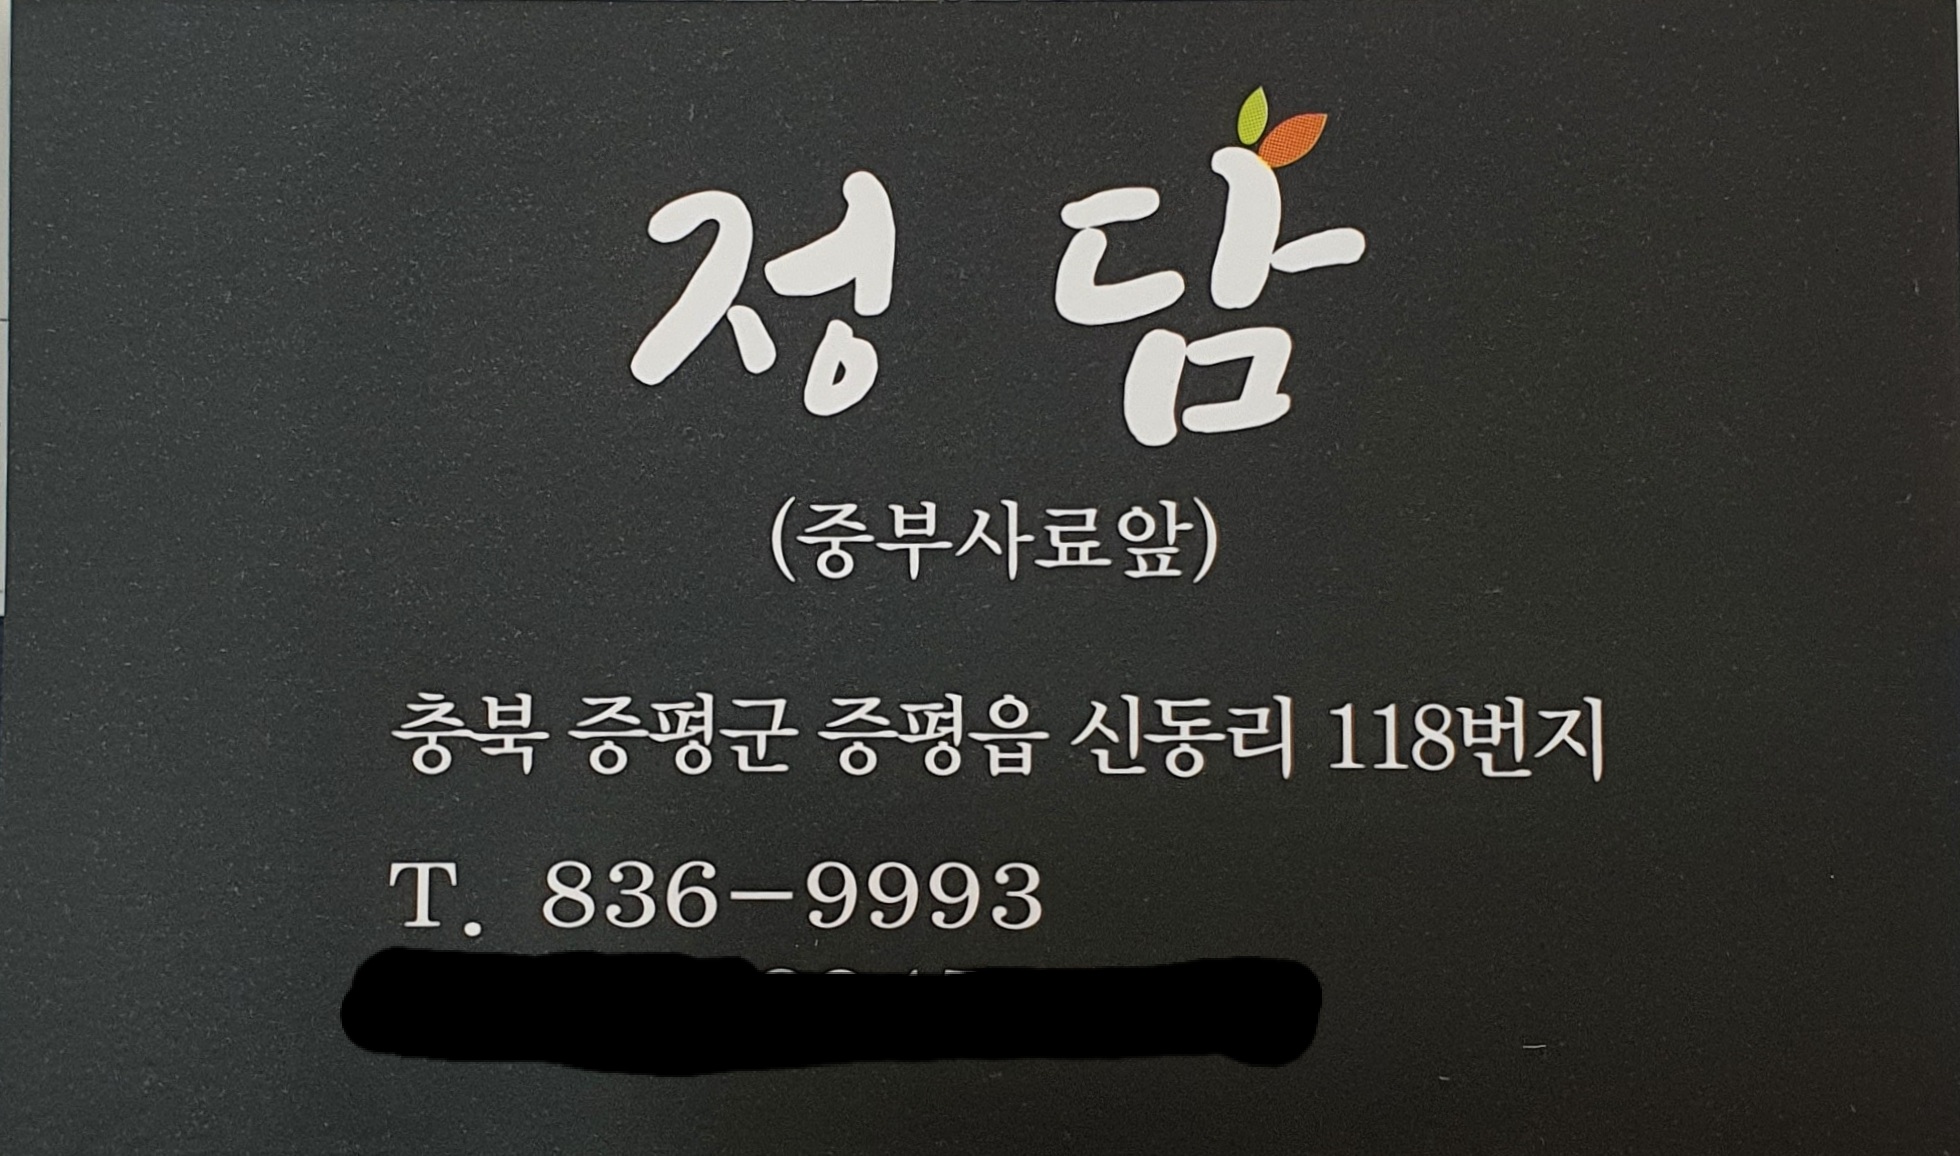 정 담
(중부사료앞)
충북 증평군 증평읍 신동리 118번지
T. 836-9993